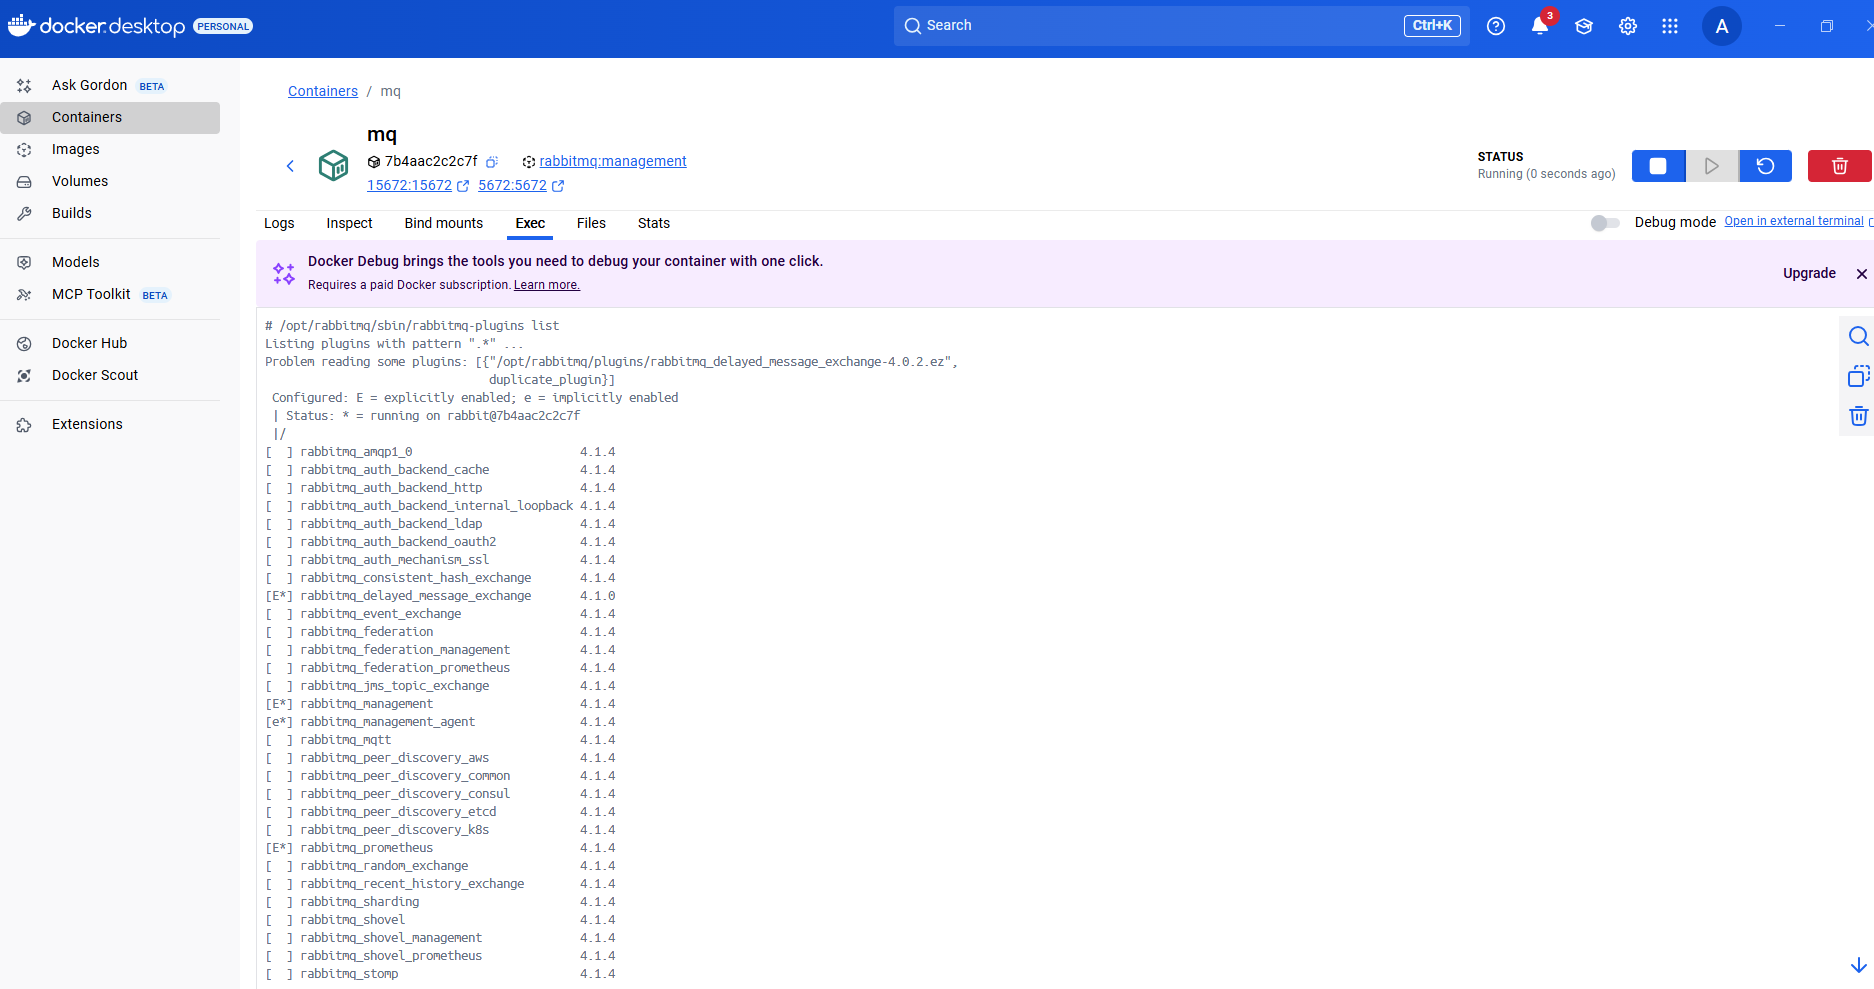 docker.desktop PERSONAL
Search
Ctrl+K
3
A
Ask Gordon BETA
Containers
Images
Volumes
Builds
Models
MCP Toolkit BETA
Docker Hub
Docker Scout
Extensions
Containers / mq
mq
7b4aac2c2c7f rabbitmq:management
15672:15672 5672:5672
STATUS
Running (0 seconds ago)
Logs Inspect Bind mounts Exec Files Stats
Debug mode Open in external terminal
Docker Debug brings the tools you need to debug your container with one click.
Requires a paid Docker subscription. Learn more.
Upgrade
# /opt/rabbitmq/sbin/rabbitmq-plugins list
Listing plugins with pattern ".*" ...
Problem reading some plugins: [{"/opt/rabbitmq/plugins/rabbitmq_delayed_message_exchange-4.0.2.ez",
duplicate_plugin}]
Configured: E = explicitly enabled; e = implicitly enabled
| Status: * = running on rabbit@7b4aac2c2c7f
|/
[  ] rabbitmq_amqp1_0 4.1.4
[  ] rabbitmq_auth_backend_cache 4.1.4
[  ] rabbitmq_auth_backend_http 4.1.4
[  ] rabbitmq_auth_backend_internal_loopback 4.1.4
[  ] rabbitmq_auth_backend_ldap 4.1.4
[  ] rabbitmq_auth_backend_oauth2 4.1.4
[  ] rabbitmq_auth_mechanism_ssl 4.1.4
[  ] rabbitmq_consistent_hash_exchange 4.1.4
[E*] rabbitmq_delayed_message_exchange 4.1.0
[  ] rabbitmq_event_exchange 4.1.4
[  ] rabbitmq_federation 4.1.4
[  ] rabbitmq_federation_management 4.1.4
[  ] rabbitmq_federation_prometheus 4.1.4
[  ] rabbitmq_jms_topic_exchange 4.1.4
[E*] rabbitmq_management 4.1.4
[e*] rabbitmq_management_agent 4.1.4
[  ] rabbitmq_mqtt 4.1.4
[  ] rabbitmq_peer_discovery_aws 4.1.4
[  ] rabbitmq_peer_discovery_common 4.1.4
[  ] rabbitmq_peer_discovery_consul 4.1.4
[  ] rabbitmq_peer_discovery_etcd 4.1.4
[  ] rabbitmq_peer_discovery_k8s 4.1.4
[E*] rabbitmq_prometheus 4.1.4
[  ] rabbitmq_random_exchange 4.1.4
[  ] rabbitmq_recent_history_exchange 4.1.4
[  ] rabbitmq_sharding 4.1.4
[  ] rabbitmq_shovel 4.1.4
[  ] rabbitmq_shovel_management 4.1.4
[  ] rabbitmq_shovel_prometheus 4.1.4
[  ] rabbitmq_stomp 4.1.4